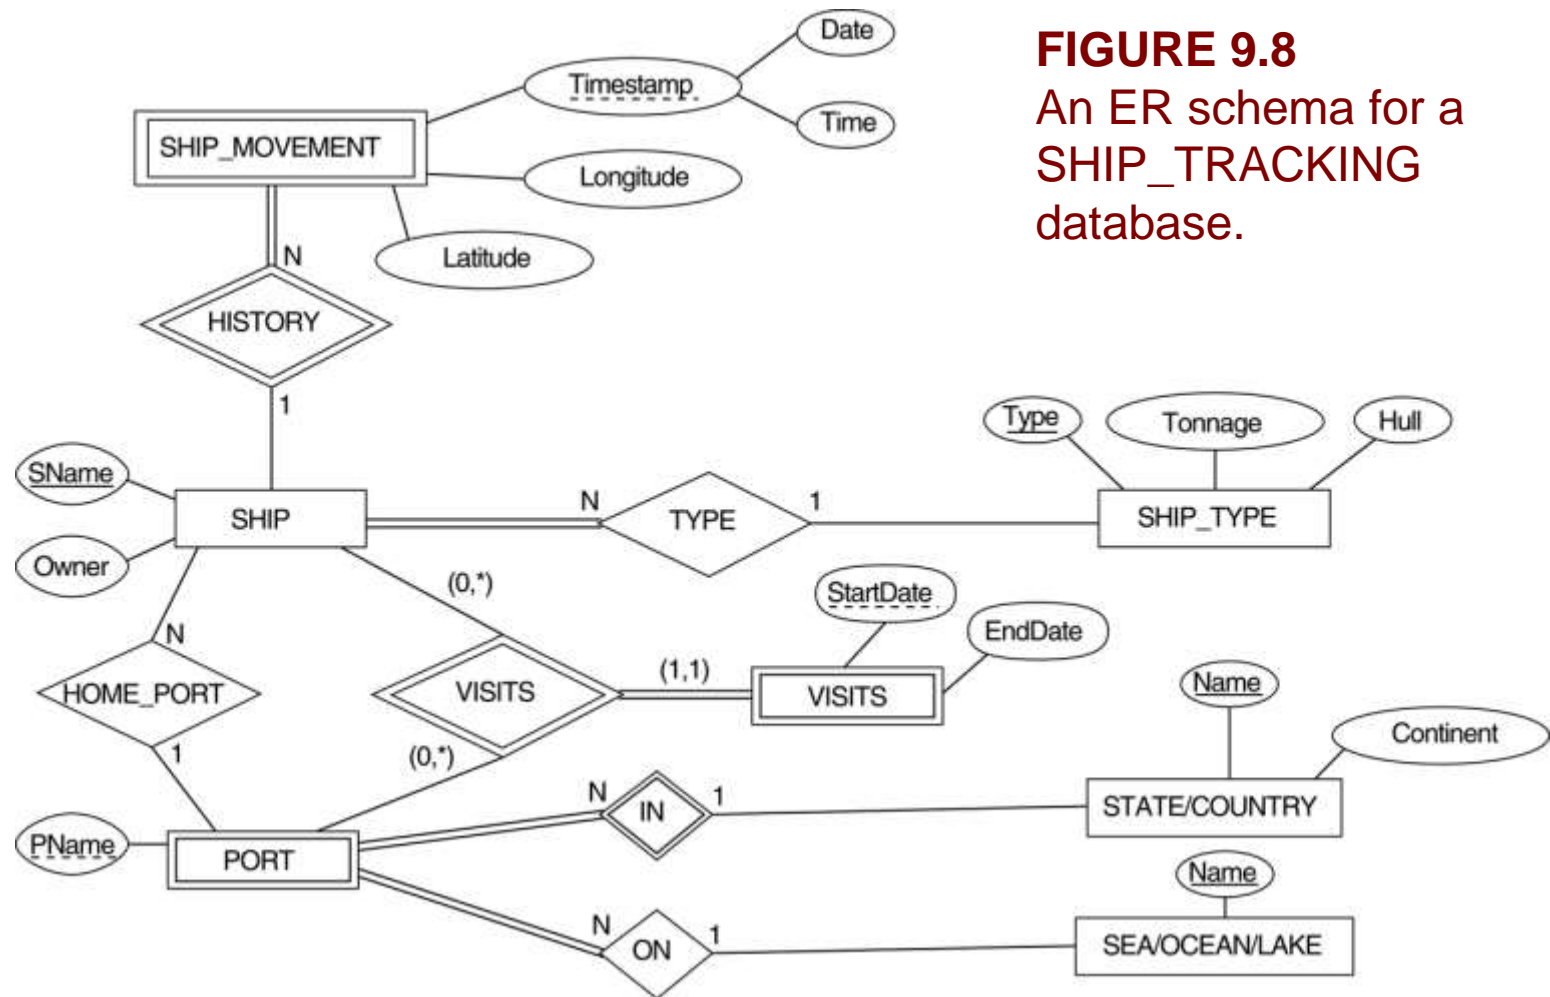 FIGURE 9.8
An ER schema for a
SHIP_TRACKING
database.
Date
Timestamp
Time
SHIP_MOVEMENT
Longitude
Latitude
N
HISTORY
1
Type
Tonnage
Hull
SName
SHIP
N
TYPE
1
SHIP_TYPE
Owner
(0,*)
StartDate
EndDate
N
(1,1)
HOME_PORT
VISITS
VISITS
Name
1
(0,*)
Continent
N
IN
1
STATE/COUNTRY
PName
PORT
Name
N
ON
1
SEA/OCEAN/LAKE